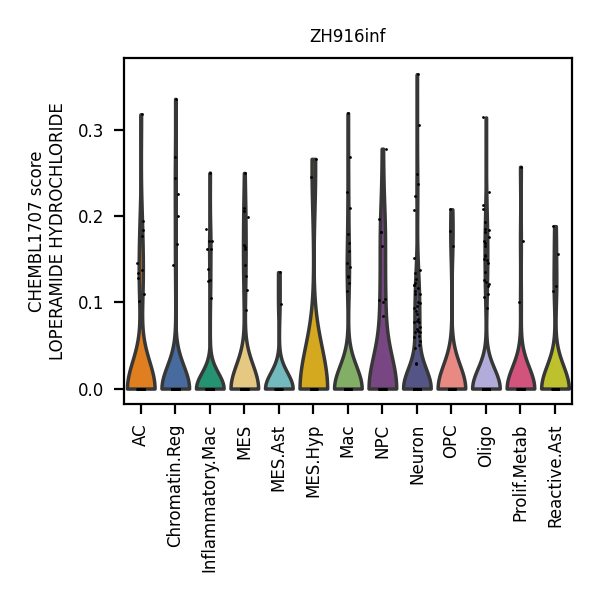 ZH916inf
CHEMBL1707 score
LOPERAMIDE HYDROCHLORIDE
0.3
0.2
0.1
0.0
AC
Chromatin.Reg
Inflammatory.Mac
MES
MES.Ast
MES.Hyp
Mac
NPC
Neuron
OPC
Oligo
Prolif.Metab
Reactive.Ast